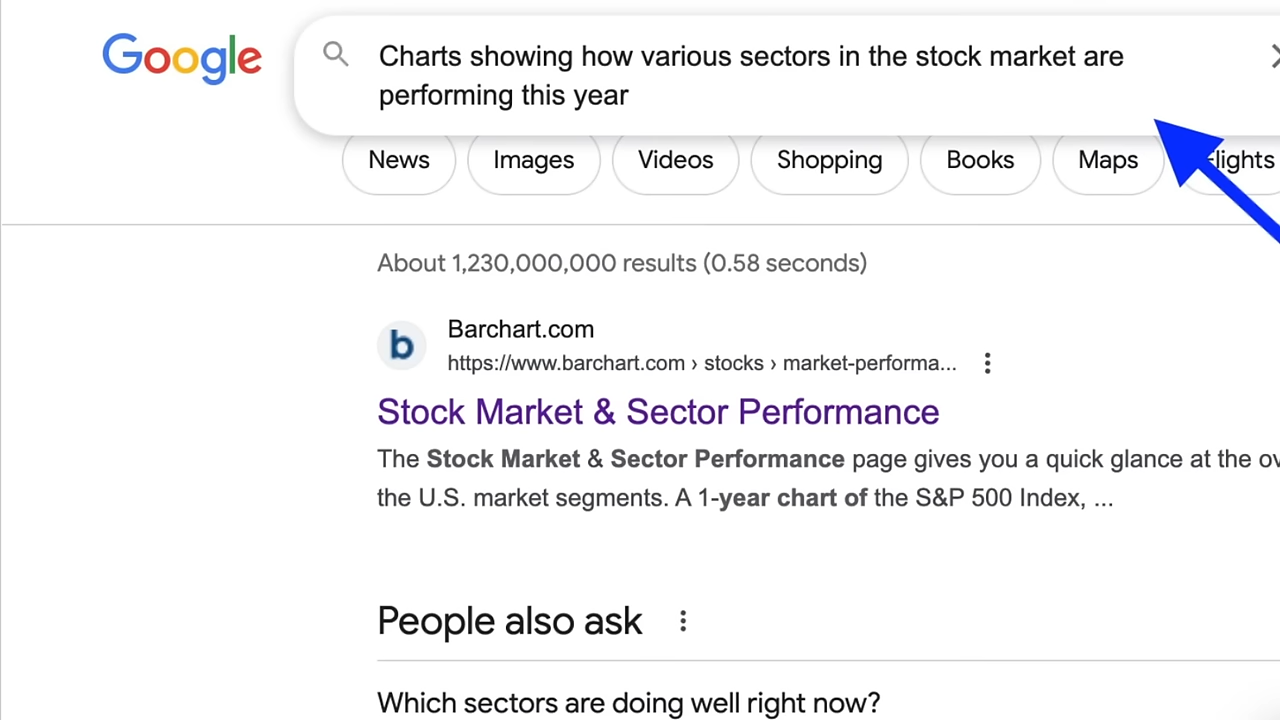 Google
Charts showing how various sectors in the stock market are
performing this year
News Images Videos Shopping Books Maps
About 1,230,000,000 results (0.58 seconds)
b
Barchart.com
https://www.barchart.com › stocks › market-performa...
Stock Market & Sector Performance
The Stock Market & Sector Performance page gives you a quick glance at the
the U.S. market segments. A 1-year chart of the S&P 500 Index, ...
People also ask
Which sectors are doing well right now?